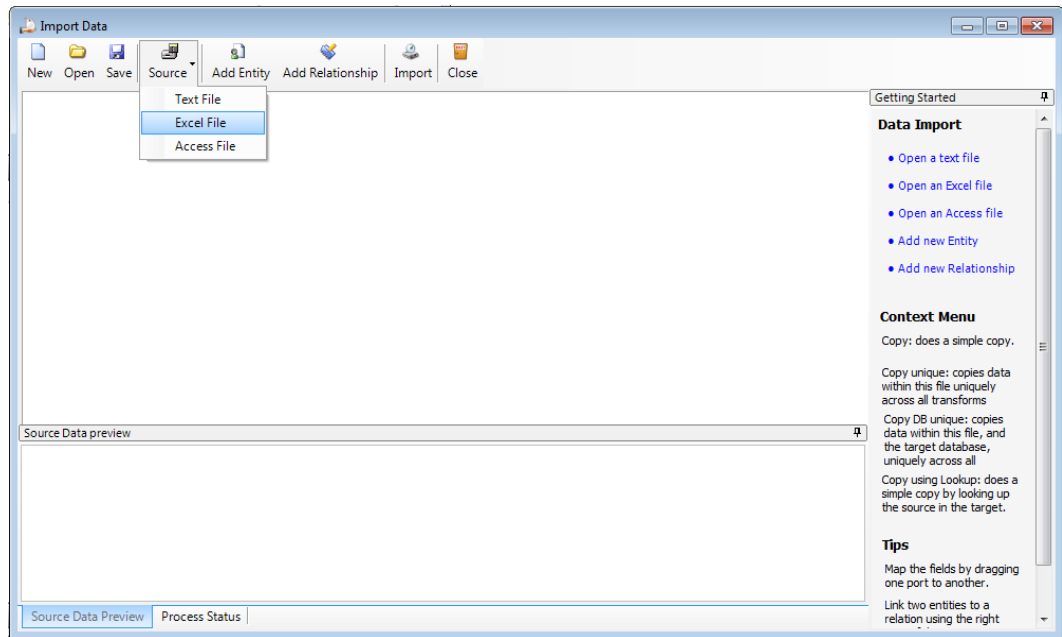 Import Data
New Open Save Source Add Entity Add Relationship Import Close
Text File
Excel File
Access File
Getting Started
Data Import
• Open a text file
• Open an Excel file
• Open an Access file
• Add new Entity
• Add new Relationship
Context Menu
Copy: does a simple copy.
Copy unique: copies data
within this file uniquely
across all transforms
Copy DB unique: copies
data within this file, and
the target database,
uniquely across all
Copy using Lookup: does a
simple copy by looking up
the source in the target.
Tips
Map the fields by dragging
one port to another.
Link two entities to a
relation using the right
Source Data preview
Source Data Preview Process Status